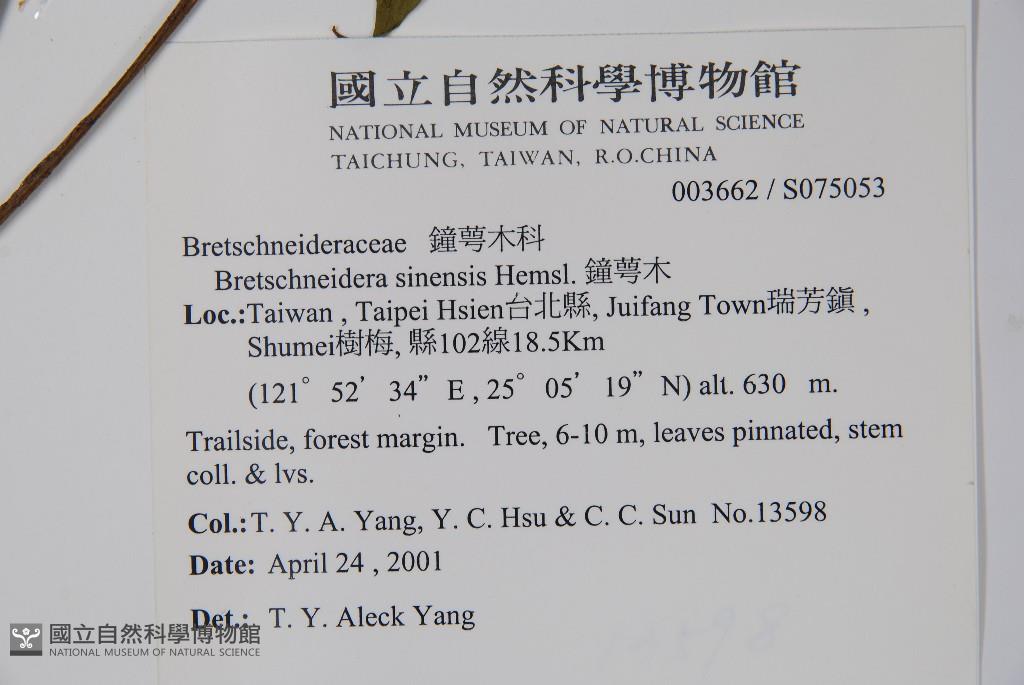 國立自然科學博物館
NATIONAL MUSEUM OF NATURAL SCIENCE
TAICHUNG, TAIWAN, R.O.CHINA
003662 / S075053
Bretschneideraceae 鐘萼木科
Bretschneidera sinensis Hemsl. 鐘萼木
Loc.:Taiwan , Taipei Hsien台北縣, Juifang Town瑞芳鎭 ,
Shumei樹梅, 縣102線18.5Km
(121° 52’ 34” E , 25° 05’ 19” N) alt. 630 m.
Trailside, forest margin. Tree, 6-10 m, leaves pinnated, stem
coll. & lvs.
Col.:T. Y. A. Yang, Y. C. Hsu & C. C. Sun No.13598
Date: April 24 , 2001
Det.: T. Y. Aleck Yang
國立自然科學博物館
NATIONAL MUSEUM OF NATURAL SCIENCE